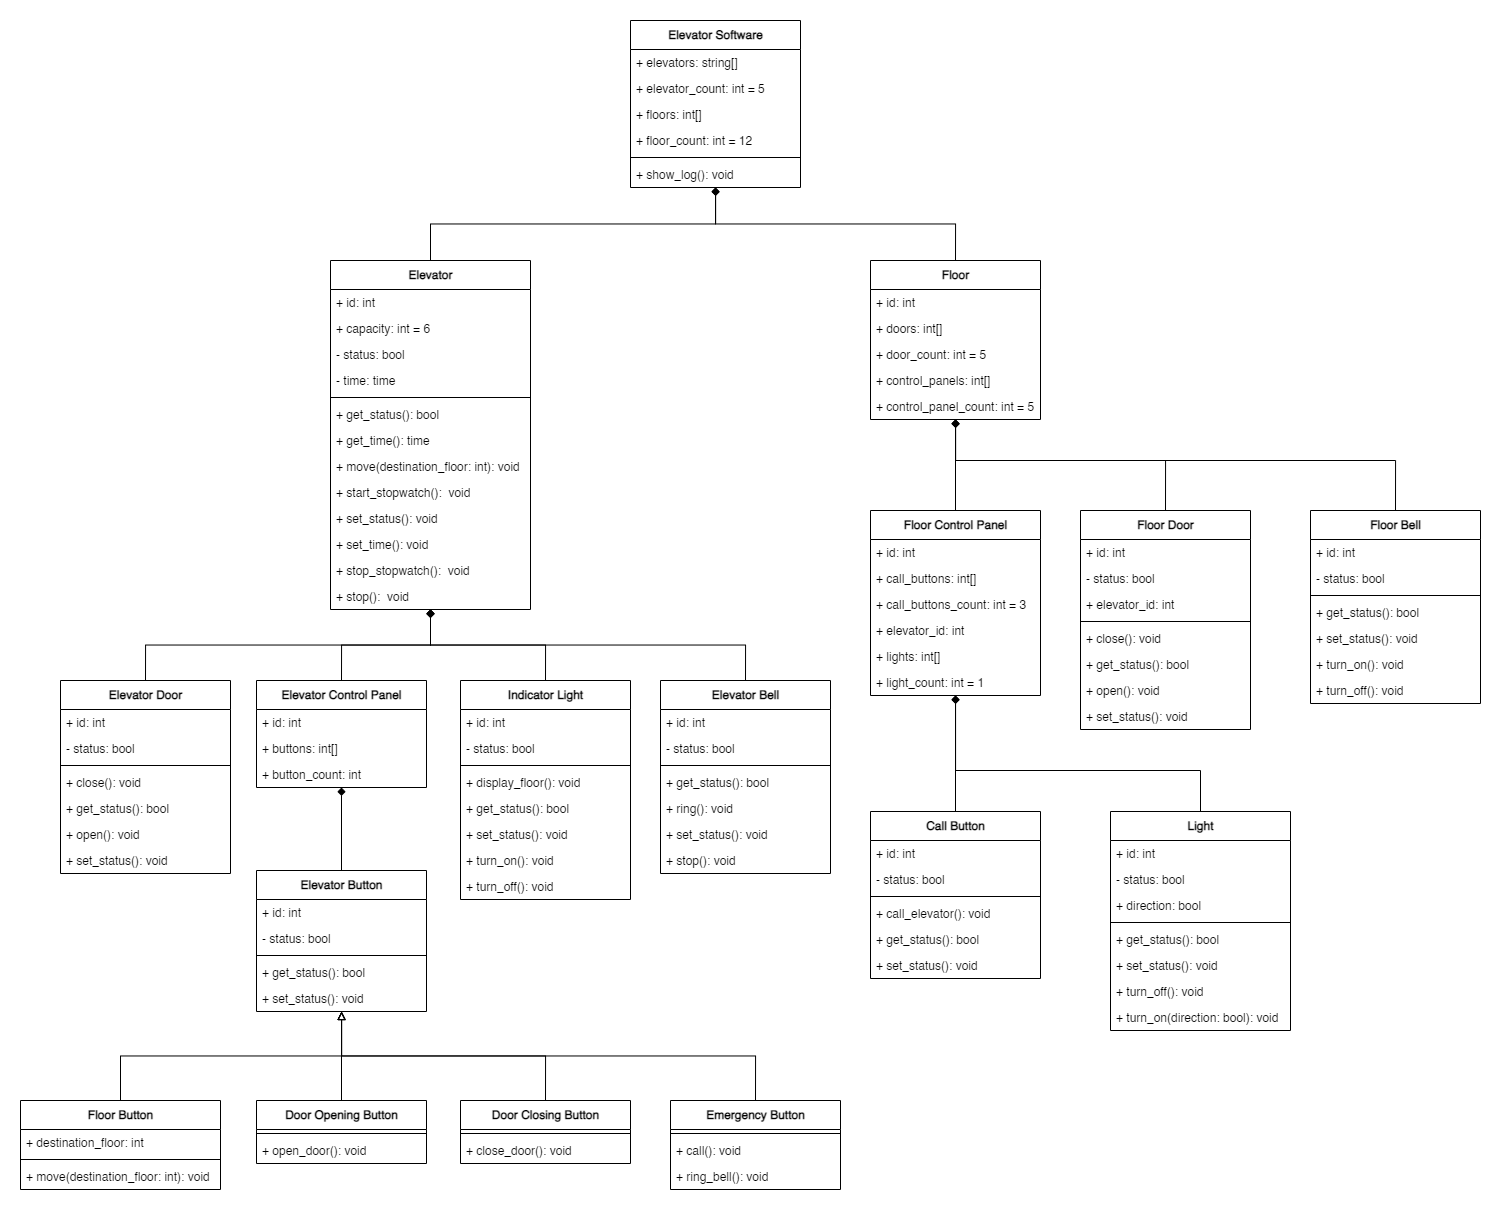 Elevator Software
+ elevators: string[]
+ elevator_count: int = 5
+ floors: int[]
+ floor_count: int = 12
+ show_log(): void
Elevator
+ id: int
+ capacity: int = 6
- status: bool
- time: time
+ get_status(): bool
+ get_time(): time
+ move(destination_floor: int): void
+ start_stopwatch():  void
+ set_status(): void
+ set_time(): void
+ stop_stopwatch():  void
+ stop():  void
Floor
+ id: int
+ doors: int[]
+ door_count: int = 5
+ control_panels: int[]
+ control_panel_count: int = 5
Elevator Door
+ id: int
- status: bool
+ close(): void
+ get_status(): bool
+ open(): void
+ set_status(): void
Elevator Control Panel
+ id: int
+ buttons: int[]
+ button_count: int
Indicator Light
+ id: int
- status: bool
+ display_floor(): void
+ get_status(): bool
+ set_status(): void
+ turn_on(): void
+ turn_off(): void
Elevator Bell
+ id: int
- status: bool
+ get_status(): bool
+ ring(): void
+ set_status(): void
+ stop(): void
Floor Control Panel
+ id: int
+ call_buttons: int[]
+ call_buttons_count: int = 3
+ elevator_id: int
+ lights: int[]
+ light_count: int = 1
Floor Door
+ id: int
- status: bool
+ elevator_id: int
+ close(): void
+ get_status(): bool
+ open(): void
+ set_status(): void
Floor Bell
+ id: int
- status: bool
+ get_status(): bool
+ set_status(): void
+ turn_on(): void
+ turn_off(): void
Elevator Button
+ id: int
- status: bool
+ get_status(): bool
+ set_status(): void
Call Button
+ id: int
- status: bool
+ call_elevator(): void
+ get_status(): bool
+ set_status(): void
Light
+ id: int
- status: bool
+ direction: bool
+ get_status(): bool
+ set_status(): void
+ turn_off(): void
+ turn_on(direction: bool): void
Floor Button
+ destination_floor: int
+ move(destination_floor: int): void
Door Opening Button
+ open_door(): void
Door Closing Button
+ close_door(): void
Emergency Button
+ call(): void
+ ring_bell(): void